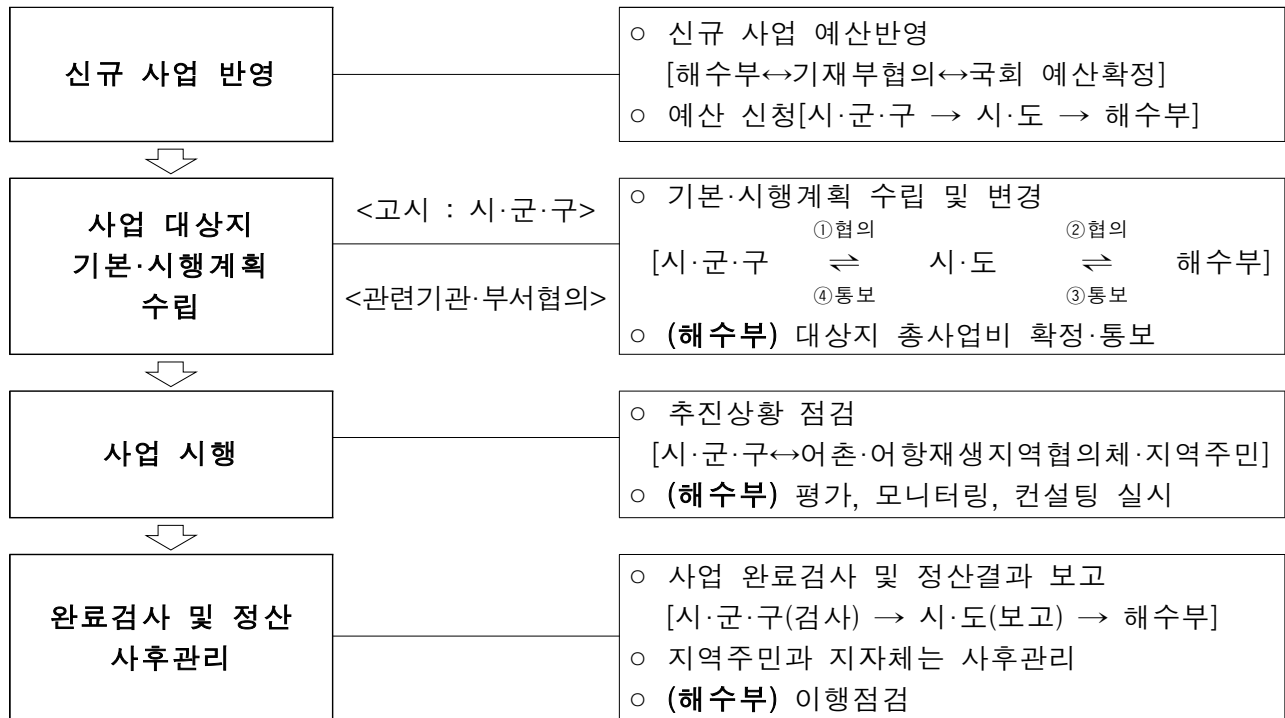 신규 사업 반영
○ 신규 사업 예산반영
[해수부↔기재부협의↔국회 예산확정]
○ 예산 신청[시·군·구 → 시·도 → 해수부]
사업 대상지
기본·시행계획
수립
<고시 : 시·군·구>
<관련기관·부서협의>
○ 기본·시행계획 수립 및 변경
①협의 ②협의
[시·군·구 ⇌ 시·도 ⇌ 해수부]
④통보 ③통보
○ (해수부) 대상지 총사업비 확정·통보
사업 시행
○ 추진상황 점검
[시·군·구↔어촌·어항재생지역협의체·지역주민]
○ (해수부) 평가, 모니터링, 컨설팅 실시
완료검사 및 정산
사후관리
○ 사업 완료검사 및 정산결과 보고
[시·군·구(검사) → 시·도(보고) → 해수부]
○ 지역주민과 지자체는 사후관리
○ (해수부) 이행점검